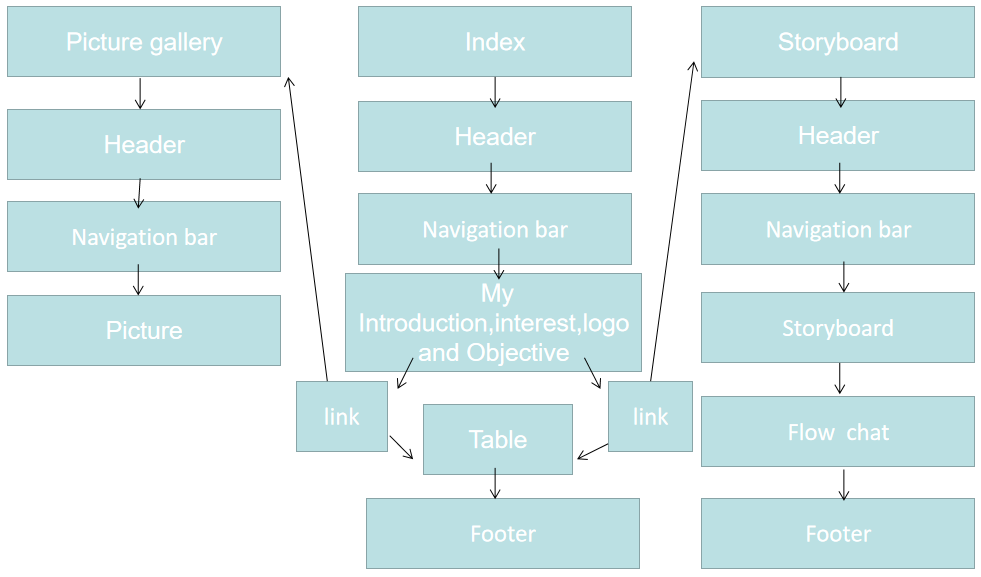 Picture gallery
Header
Navigation bar
Picture
Index
Header
Navigation bar
My
Introduction,interest,logo
and Objective
link
link
Table
Footer
Storyboard
Header
Navigation bar
Storyboard
Flow chat
Footer